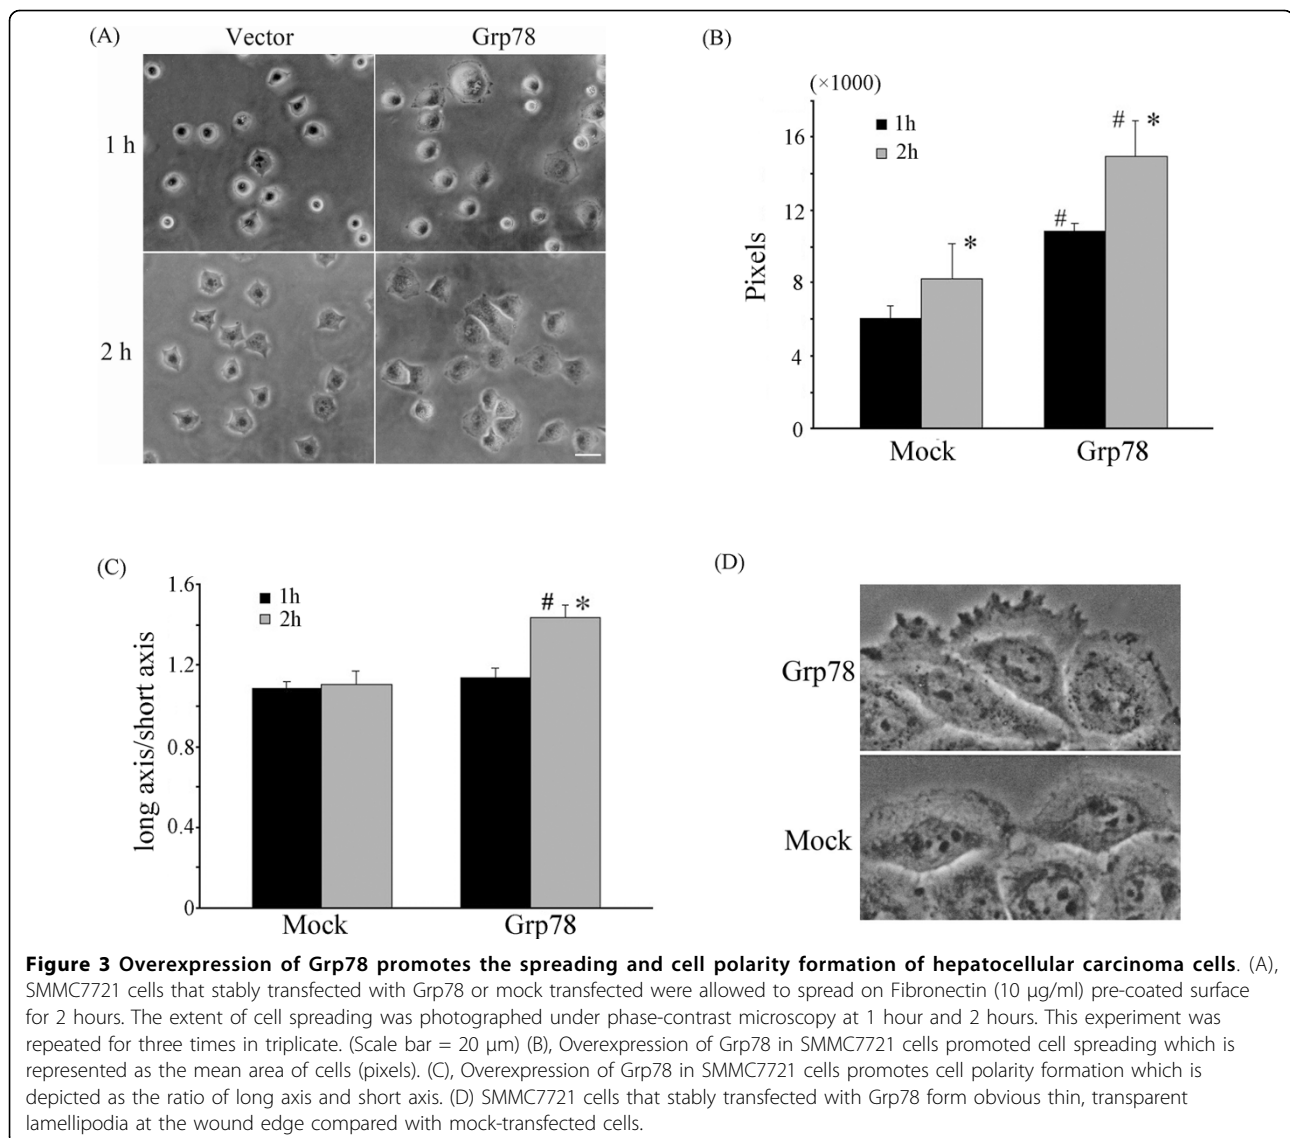 (A)
Vector Grp78
1 h
2 h
(B)
(×1000)
1h
2h
16
12
8
4
0
Pixels
# *
#
*
Mock Grp78
(C)
1.6
1.2
0.8
0.4
0
long axis/short axis
1h
2h
# *
Mock Grp78
(D)
Grp78
Mock
Figure 3 Overexpression of Grp78 promotes the spreading and cell polarity formation of hepatocellular carcinoma cells. (A),
SMMC7721 cells that stably transfected with Grp78 or mock transfected were allowed to spread on Fibronectin (10 μg/ml) pre-coated surface
for 2 hours. The extent of cell spreading was photographed under phase-contrast microscopy at 1 hour and 2 hours. This experiment was
repeated for three times in triplicate. (Scale bar = 20 μm) (B), Overexpression of Grp78 in SMMC7721 cells promoted cell spreading which is
represented as the mean area of cells (pixels). (C), Overexpression of Grp78 in SMMC7721 cells promotes cell polarity formation which is
depicted as the ratio of long axis and short axis. (D) SMMC7721 cells that stably transfected with Grp78 form obvious thin, transparent
lamellipodia at the wound edge compared with mock-transfected cells.